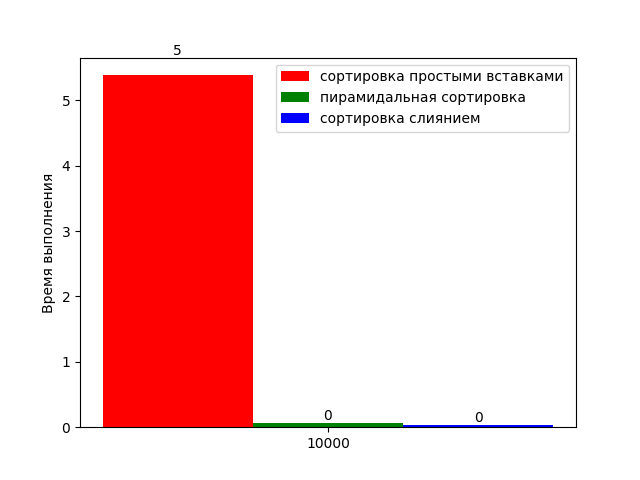 5
сортировка простыми вставками
пирамидальная сортировка
сортировка слиянием
5
4
3
2
1
0
Время выполнения
0
0
10000